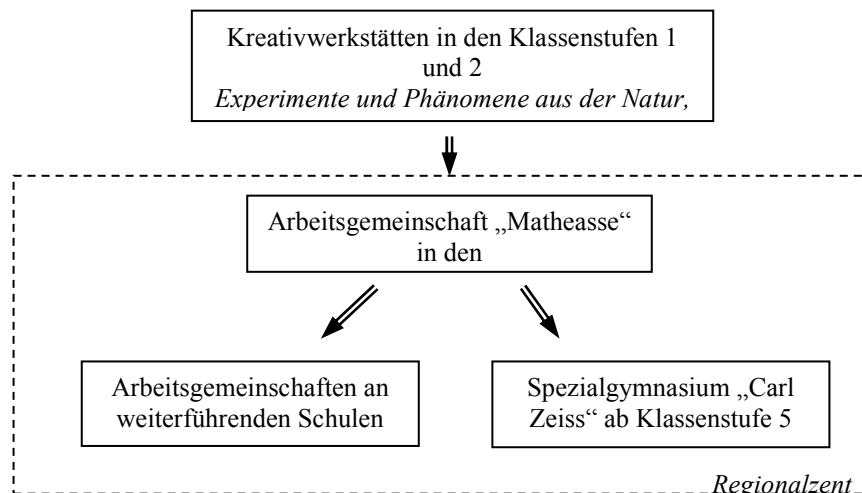 Kreativwerkstätten in den Klassenstufen 1
und 2
Experimente und Phänomene aus der Natur,
Arbeitsgemeinschaft „Matheasse“
in den
Arbeitsgemeinschaften an
weiterführenden Schulen
Spezialgymnasium „Carl
Zeiss“ ab Klassenstufe 5
Regionalzent